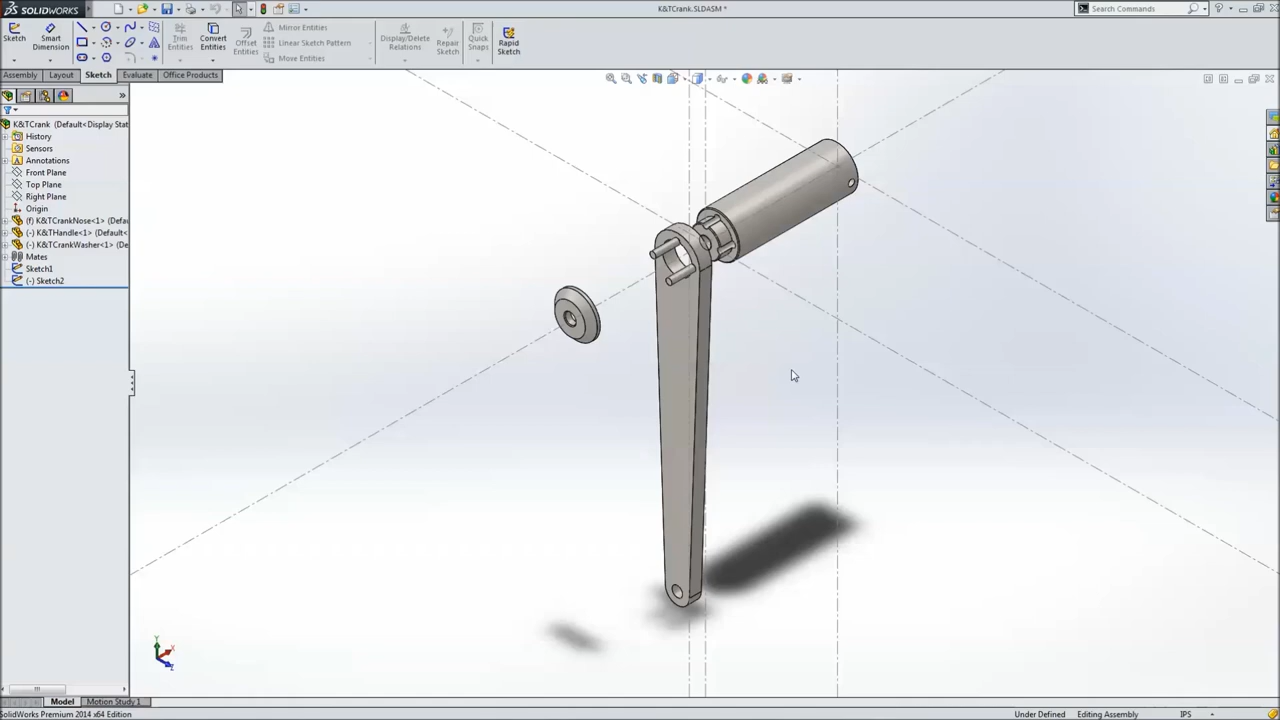 SOLIDWORKS
K&TCrank.SLDASM *
Search Commands
Sketch
Smart Dimension
Trim Entities
Convert Entities
Offset Entities
Mirror Entities
Linear Sketch Pattern
Move Entities
Display/Delete Relations
Repair Sketch
Quick Snaps
Rapid Sketch
Assembly
Layout
Sketch
Evaluate
Office Products
K&TCrank (Default<Display Stat
History
Sensors
Annotations
Front Plane
Top Plane
Right Plane
Origin
(f) K&TCrankNose<1> (Defau
(-) K&THandle<1> (Default
(-) K&TCrankWasher<1> (De
Mates
Sketch1
(-) Sketch2
Y
X
Z
Model
Motion Study 1
SolidWorks Premium 2014 x64 Edition
Under Defined
Editing Assembly
IPS